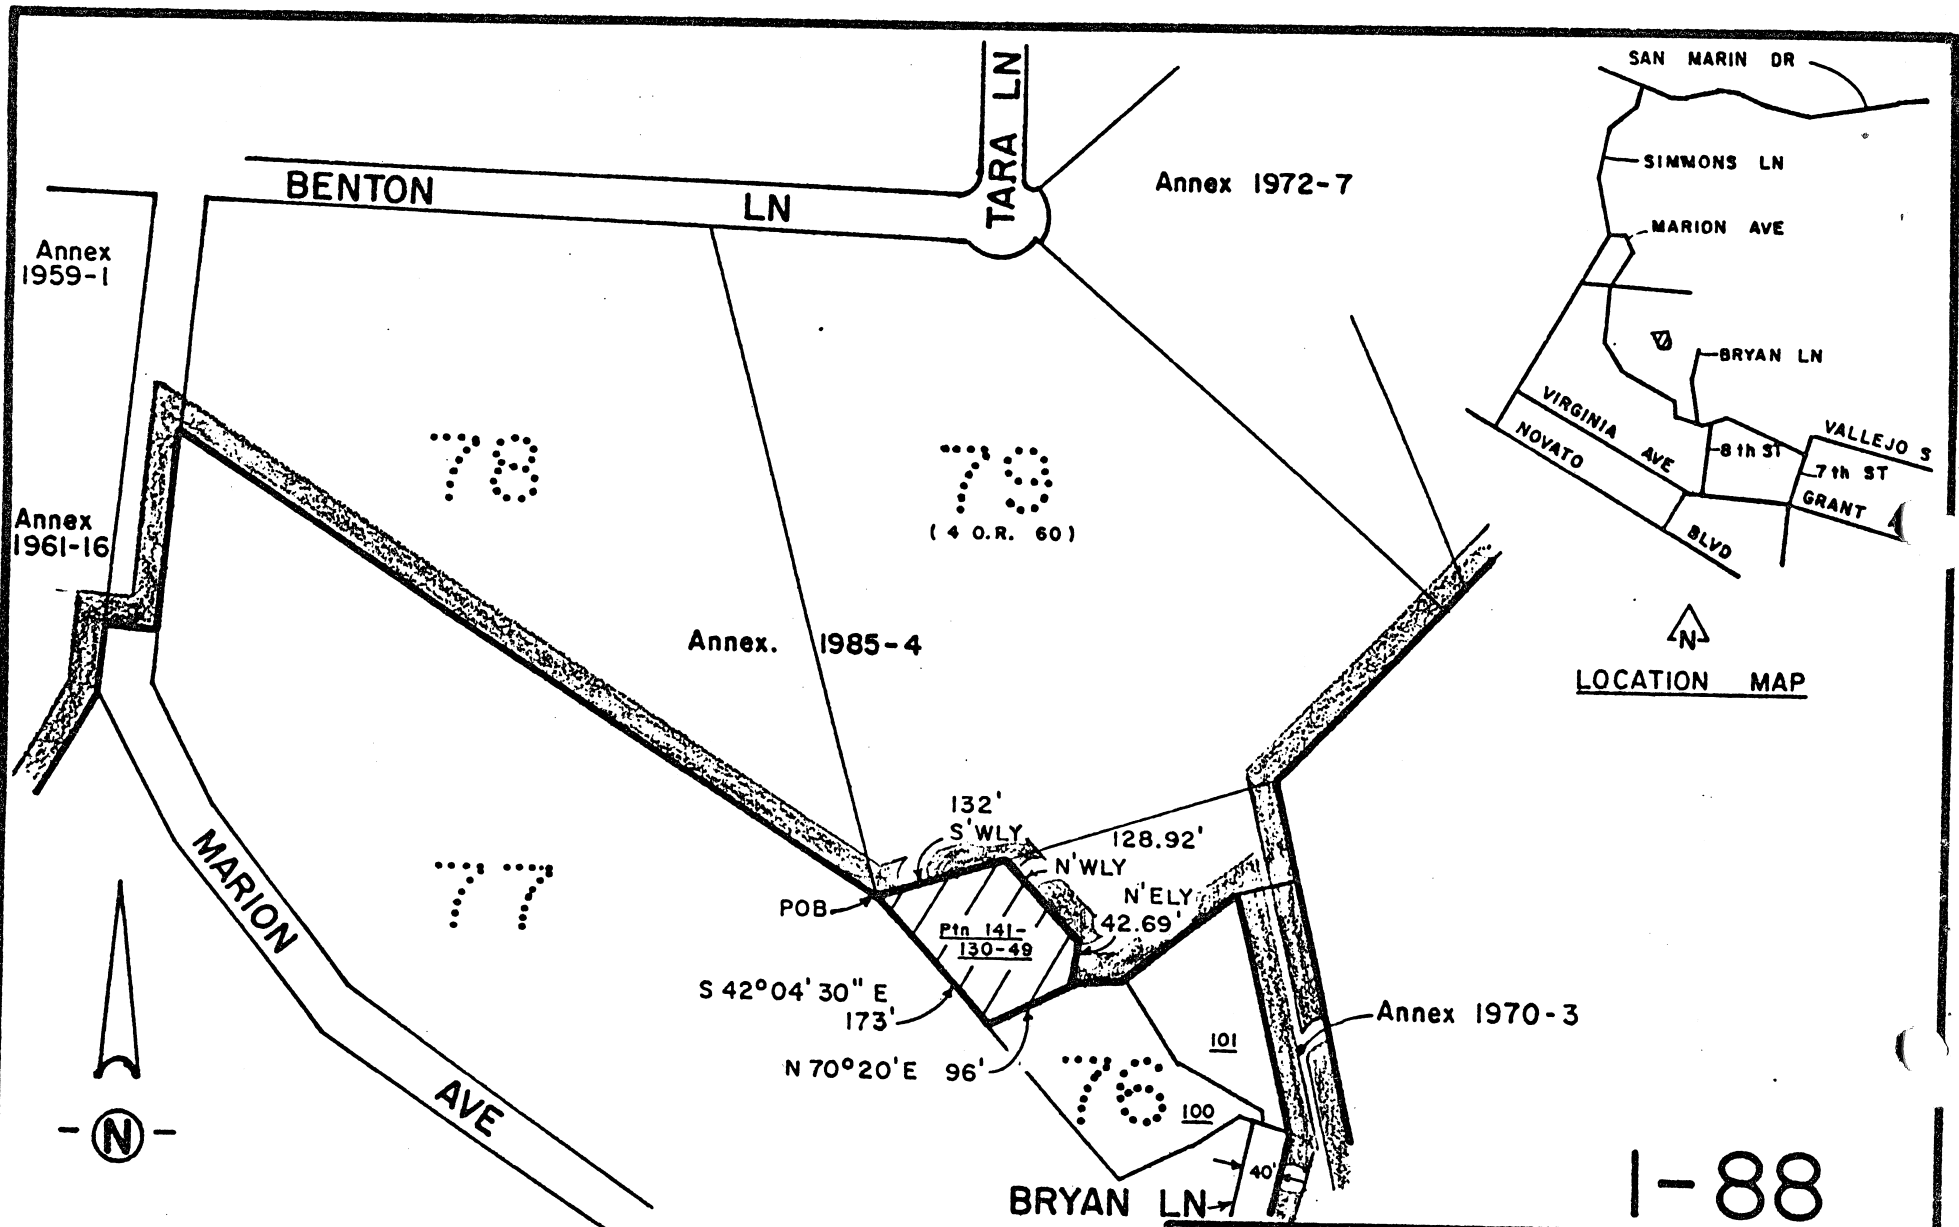 SAN MARIN DR
TARA LN
BENTON LN
Annex 1972-7
SIMMONS LN
MARION AVE
Annex
1959-1
BRYAN LN
VIRGINIA AVE
NOVATO BLVD
VALLEJO S
8th ST
7th ST
GRANT A
78
79
(4 O.R. 60)
Annex
1961-16
N
LOCATION MAP
Annex. 1985-4
132'
S'WLY
128.92'
N'WLY
N'ELY
42.69'
POB
Ptn 141-
130-49
77
MARION AVE
S 42°04'30" E
173'
N 70°20'E 96'
Annex 1970-3
101
76
100
-N-
40'
BRYAN LN
1-88